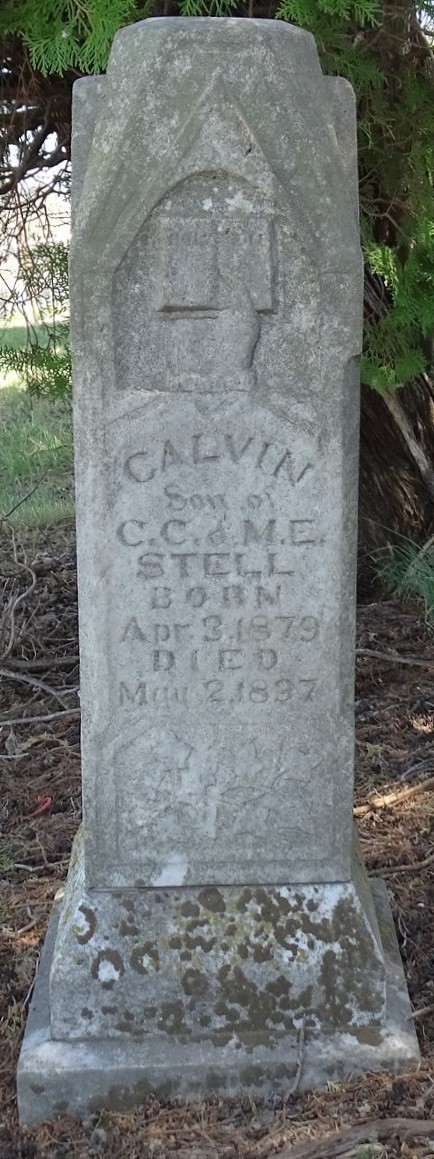 CALVIN
Son of
C.C. & M.E.
STELL
BORN
Apr 3, 1879
DIED
May 2, 1897